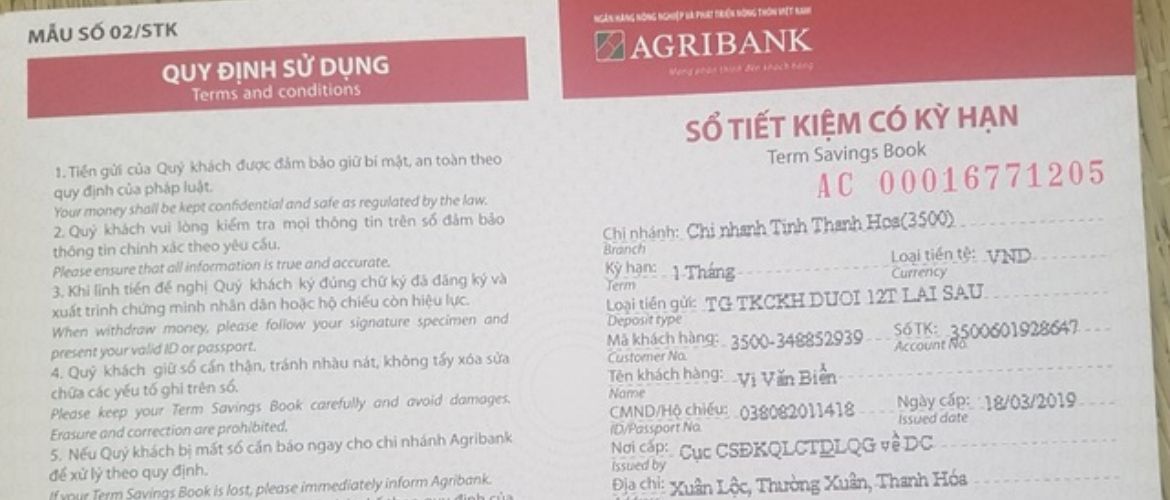 MẪU SỐ 02/STK
QUY ĐỊNH SỬ DỤNG
Terms and conditions
1. Tiền gửi của Quý khách được đảm bảo giữ bí mật, an toàn theo
quy định của pháp luật.
Your money shall be kept confidential and safe as regulated by the law.
2. Quý khách vui lòng kiểm tra mọi thông tin trên sổ đảm bảo
thông tin chính xác theo yêu cầu.
Please ensure that all information is true and accurate.
3. Khi lĩnh tiền đề nghị Quý khách ký đúng chữ ký đã đăng ký và
xuất trình chứng minh nhân dân hoặc hộ chiếu còn hiệu lực.
When withdraw money, please follow your signature specimen and
present your valid ID or passport.
4. Quý khách giữ sổ cẩn thận, tránh nhàu nát, không tẩy xóa sửa
chữa các yếu tố ghi trên sổ.
Please keep your Term Savings Book carefully and avoid damages.
Erasure and correction are prohibited.
5. Nếu Quý khách bị mất sổ cần báo ngay cho chi nhánh Agribank
để xử lý theo quy định.
If your Term Savings Book is lost, please immediately inform Agribank.
NGÂN HÀNG NÔNG NGHIỆP VÀ PHÁT TRIỂN NÔNG THÔN VIỆT NAM
AGRIBANK
Mang phồn thịnh đến khách hàng
SỔ TIẾT KIỆM CÓ KỲ HẠN
Term Savings Book
AC 00016771205
Chi nhánh: Chi nhanh Tinh Thanh Hoa(3500)
Branch
Kỳ hạn: 1 Tháng Loại tiền tệ: VND
Term Currency
Loại tiền gửi: TG TKCKH DUOI 12T LAI SAU
Deposit type
Mã khách hàng: 3500-348852939 Số TK: 3500601928647
Customer No. Account No.
Tên khách hàng: Vi Văn Biển
Name
CMND/Hộ chiếu: 038082011418 Ngày cấp: 18/03/2019
ID/Passport No. Issued date
Nơi cấp: Cục CSĐKQLCTDLQG về DC
Issued by
Địa chỉ: Xuân Lộc, Thường Xuân, Thanh Hóa